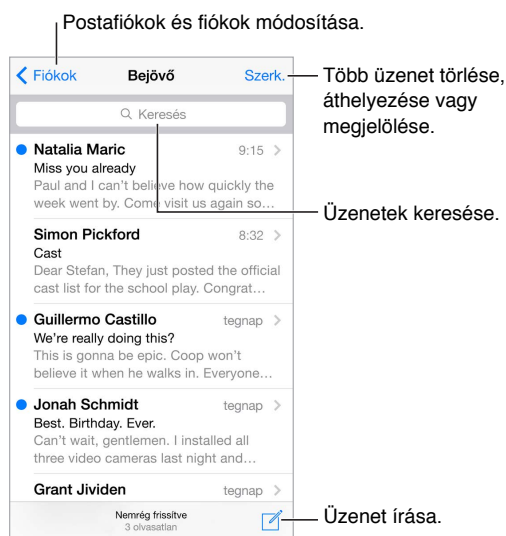 Postafiókok és fiókok módosítása.
Fiókok Bejövő Szerk.
Több üzenet törlése,
áthelyezése vagy
megjelölése.
Keresés
Natalia Maric 9:15
Miss you already
Paul and I can't believe how quickly the
week went by. Come visit us again so…
Üzenetek keresése.
Simon Pickford 8:32
Cast
Dear Stefan, They just posted the official
cast list for the school play. Congrat…
Guillermo Castillo tegnap
We're really doing this?
This is gonna be epic. Coop won't
believe it when he walks in. Everyone…
Jonah Schmidt tegnap
Best. Birthday. Ever.
Can't wait, gentlemen. I installed all
three video cameras last night and…
Grant Jividen tegnap
Nemrég frissítve
3 olvasatlan
Üzenet írása.